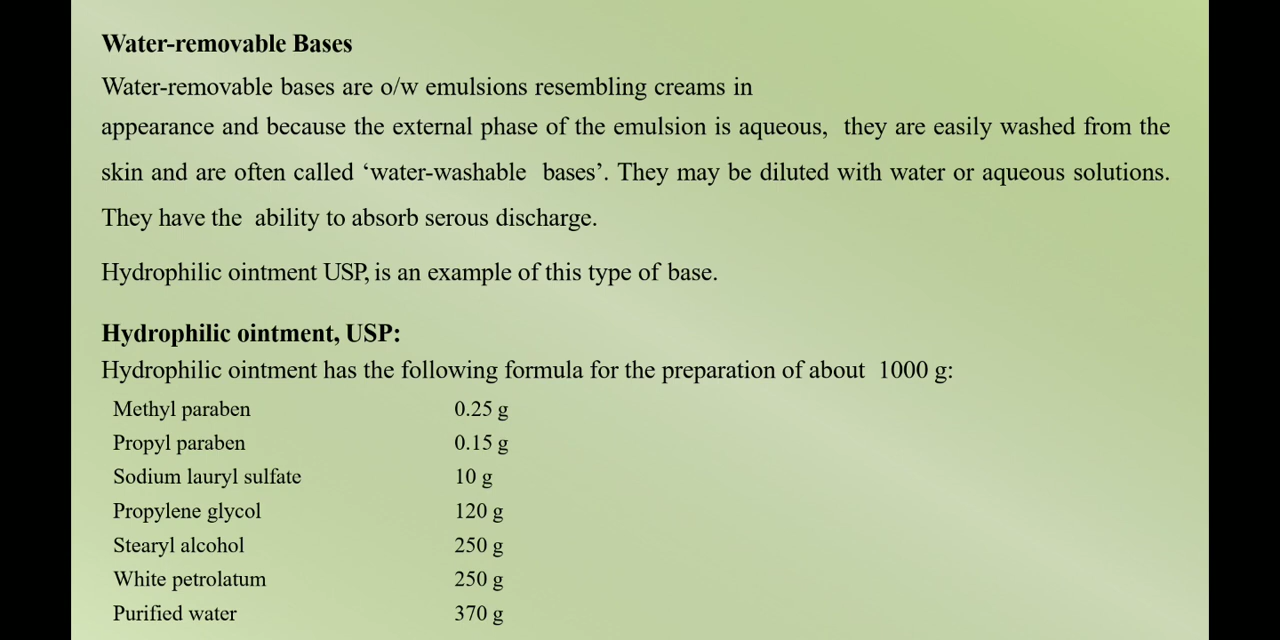 Water-removable Bases
Water-removable bases are o/w emulsions resembling creams in
appearance and because the external phase of the emulsion is aqueous, they are easily washed from the
skin and are often called ‘water-washable bases’. They may be diluted with water or aqueous solutions.
They have the ability to absorb serous discharge.
Hydrophilic ointment USP, is an example of this type of base.
Hydrophilic ointment, USP:
Hydrophilic ointment has the following formula for the preparation of about 1000 g:
Methyl paraben 0.25 g
Propyl paraben 0.15 g
Sodium lauryl sulfate 10 g
Propylene glycol 120 g
Stearyl alcohol 250 g
White petrolatum 250 g
Purified water 370 g